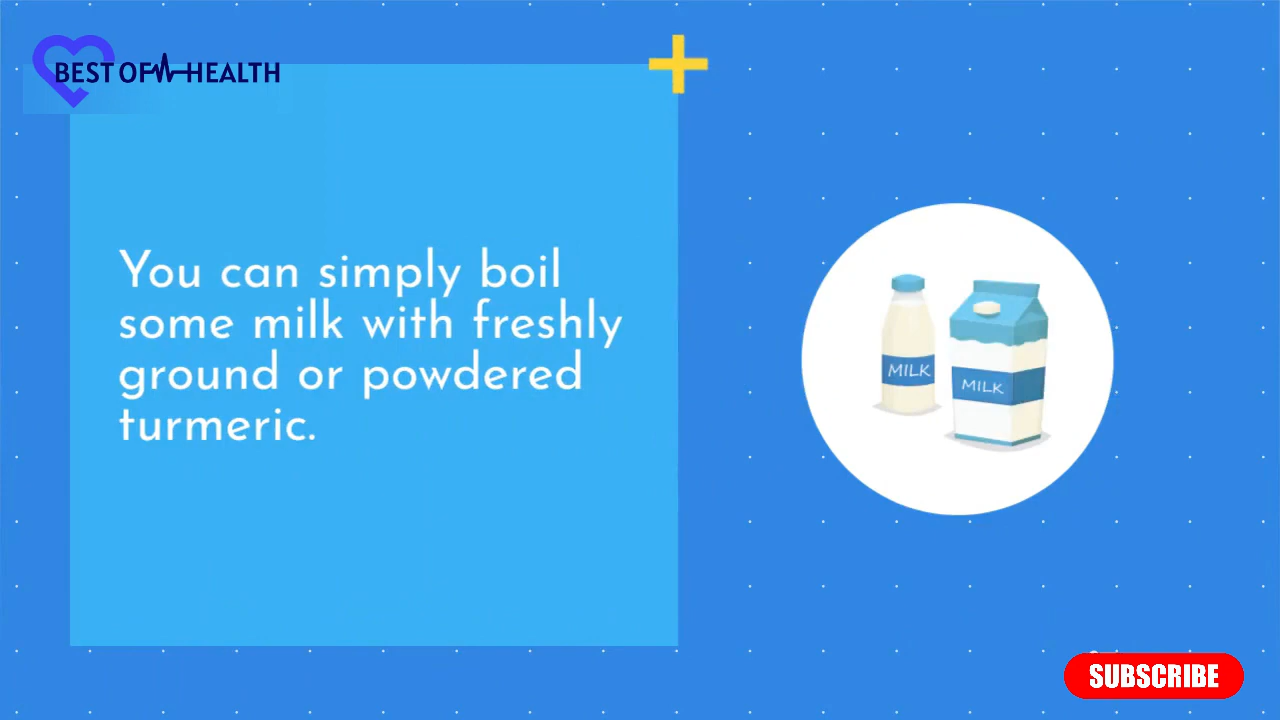 BEST OF HEALTH
You can simply boil
some milk with freshly
ground or powdered
turmeric.
MILK
MILK
SUBSCRIBE